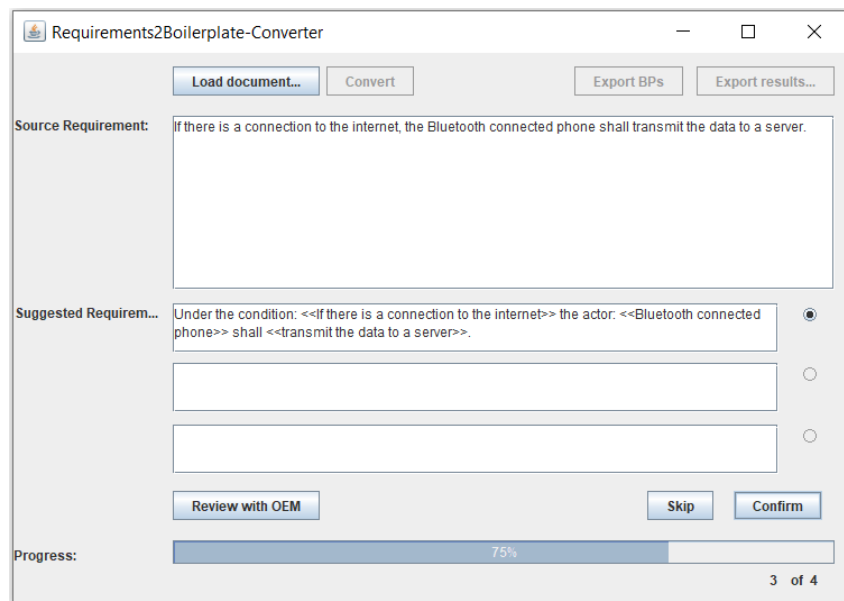 Requirements2Boilerplate-Converter
Load document... Convert Export BPs Export results...
Source Requirement: If there is a connection to the internet, the Bluetooth connected phone shall transmit the data to a server.
Suggested Requirem... Under the condition: <<If there is a connection to the internet>> the actor: <<Bluetooth connected
phone>> shall <<transmit the data to a server>>.
Review with OEM Skip Confirm
Progress: 75%
3 of 4